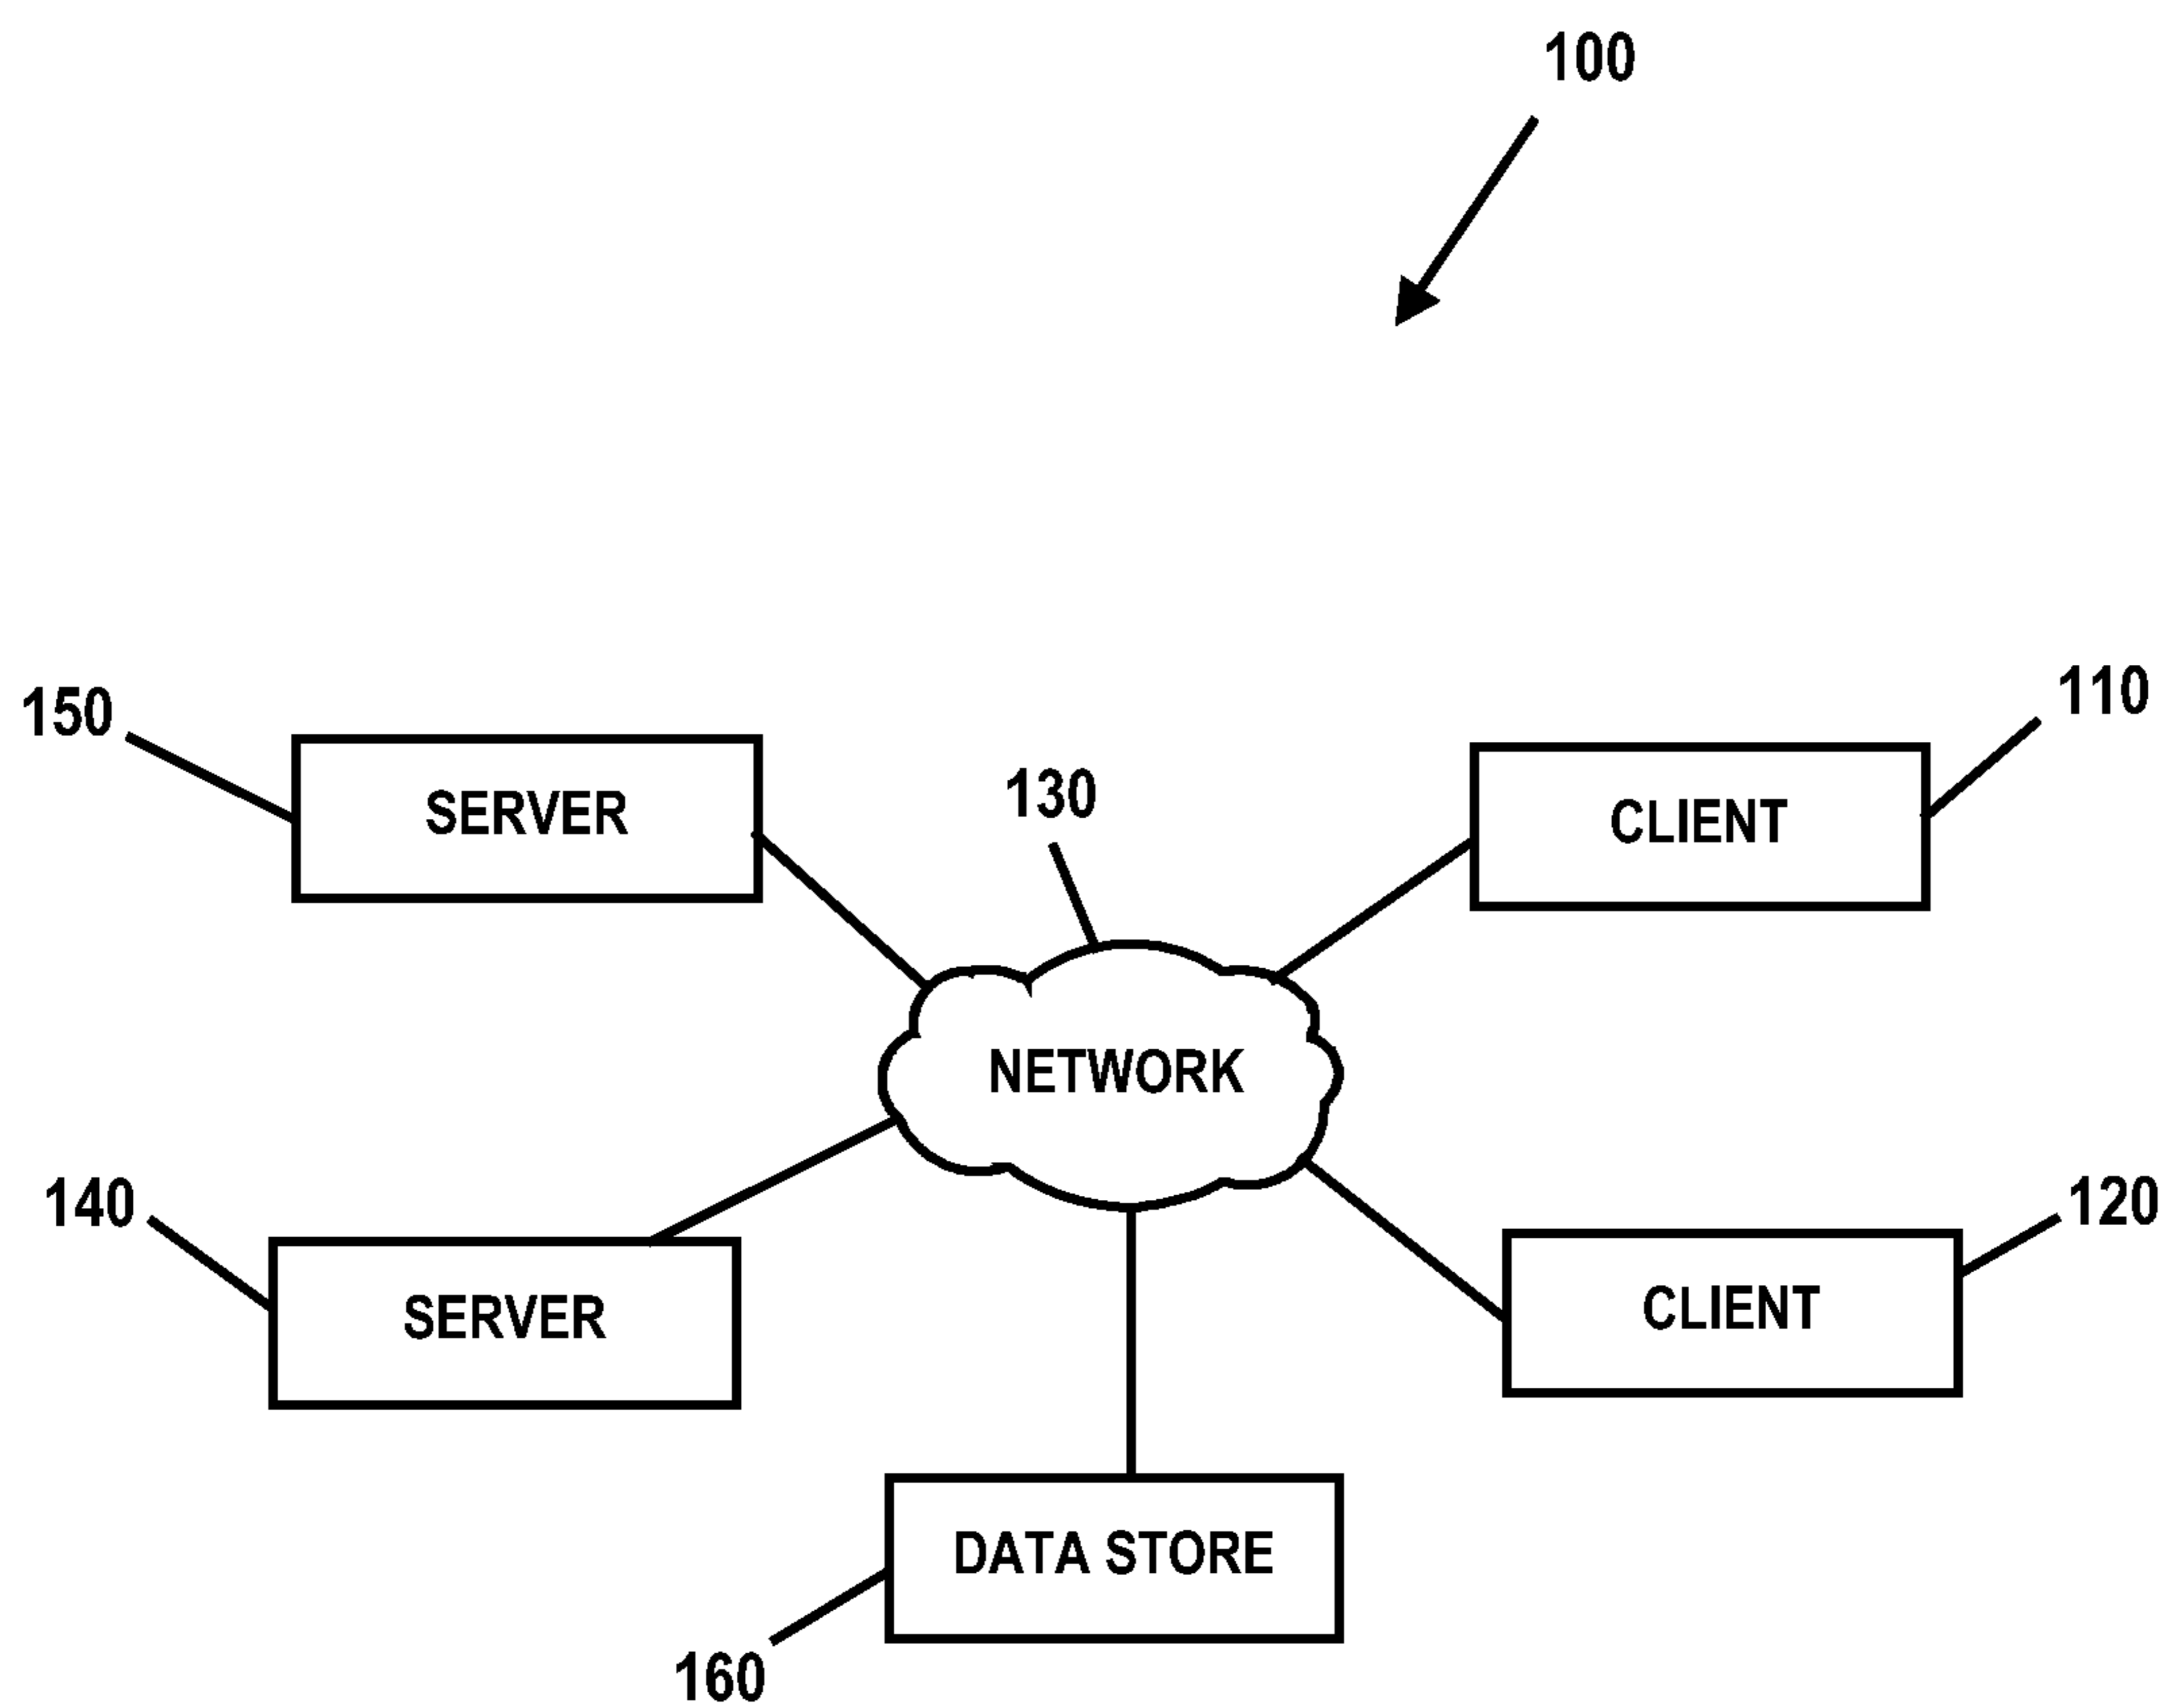 100
150
110
SERVER
130
CLIENT
NETWORK
140
120
SERVER
CLIENT
DATA STORE
160